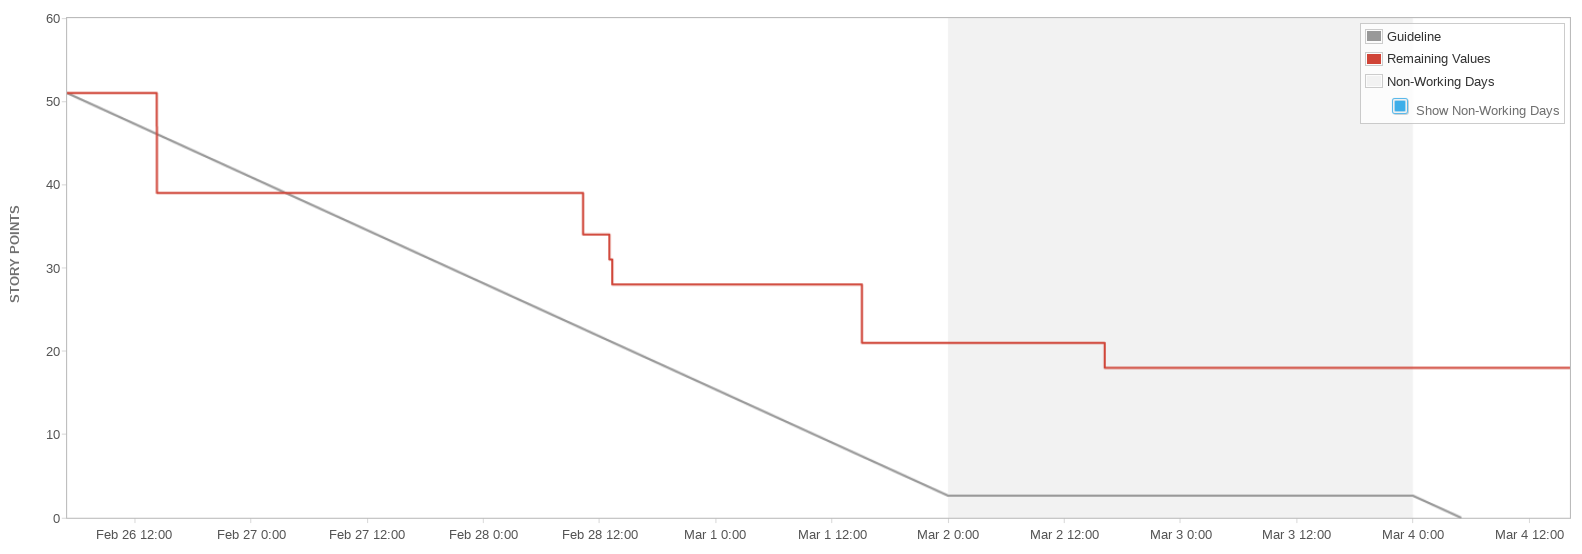 60
50
40
30
20
10
0
STORY POINTS
Guideline
Remaining Values
Non-Working Days
Show Non-Working Days
Feb 26 12:00 Feb 27 0:00 Feb 27 12:00 Feb 28 0:00 Feb 28 12:00 Mar 1 0:00 Mar 1 12:00 Mar 2 0:00 Mar 2 12:00 Mar 3 0:00 Mar 3 12:00 Mar 4 0:00 Mar 4 12:00